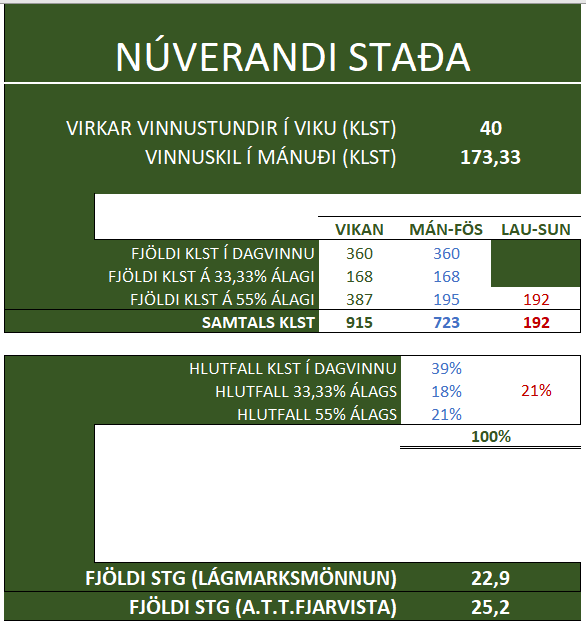 NÚVERANDI STAÐA
VIRKAR VINNUSTUNDIR Í VIKU (KLST) 40
VINNUSKIL Í MÁNUÐI (KLST) 173,33
VIKAN MÁN-FÖS LAU-SUN
FJÖLDI KLST Í DAGVINNU 360 360
FJÖLDI KLST Á 33,33% ÁLAGI 168 168
FJÖLDI KLST Á 55% ÁLAGI 387 195 192
SAMTALS KLST 915 723 192
HLUTFALL KLST Í DAGVINNU 39%
HLUTFALL 33,33% ÁLAGS 18% 21%
HLUTFALL 55% ÁLAGS 21%
100%
FJÖLDI STG (LÁGMARKSMÖNNUN) 22,9
FJÖLDI STG (A.T.T.FJARVISTA) 25,2